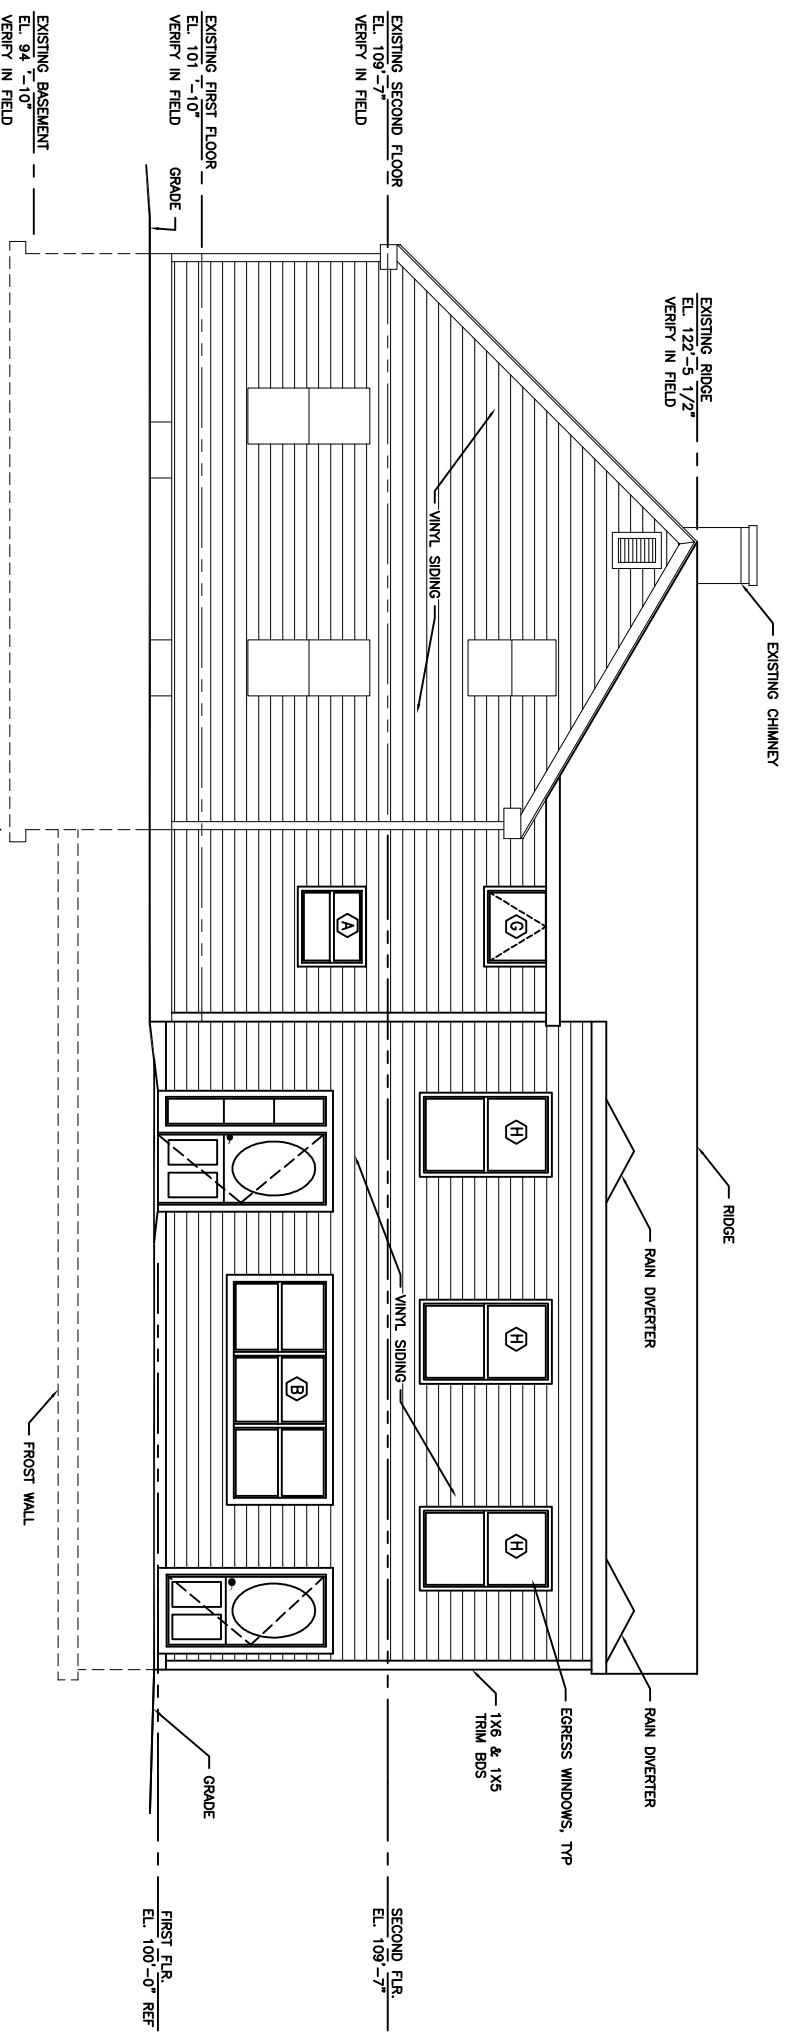 EXISTING RIDGE
EL. 122'-5 1/2"
VERIFY IN FIELD
EXISTING CHIMNEY
RIDGE
RAIN DIVERTER
RAIN DIVERTER
EXISTING SECOND FLOOR
EL. 109'-7"
VERIFY IN FIELD
VINYL SIDING
G
H
H
H
EGRESS WINDOWS, TYP
1X6 & 1X5
TRIM BDS
VINYL SIDING
SECOND FLR.
EL. 109'-7"
EXISTING FIRST FLOOR
EL. 101 '-10"
VERIFY IN FIELD
A
B
GRADE
GRADE
FIRST FLR.
EL. 100'-0" REF
EXISTING BASEMENT
EL. 94 '-10"
VERIFY IN FIELD
FROST WALL